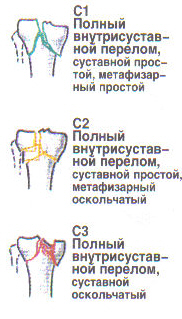 C1
Полный
внутрисустав-
ной перелом,
суставной прос-
той, метафизар-
ный простой
C2
Полный
внутрисустав-
ной перелом,
суставной простой,
метафизарный
оскольчатый
C3
Полный
внутрисустав-
ной перелом,
суставной
оскольчатый